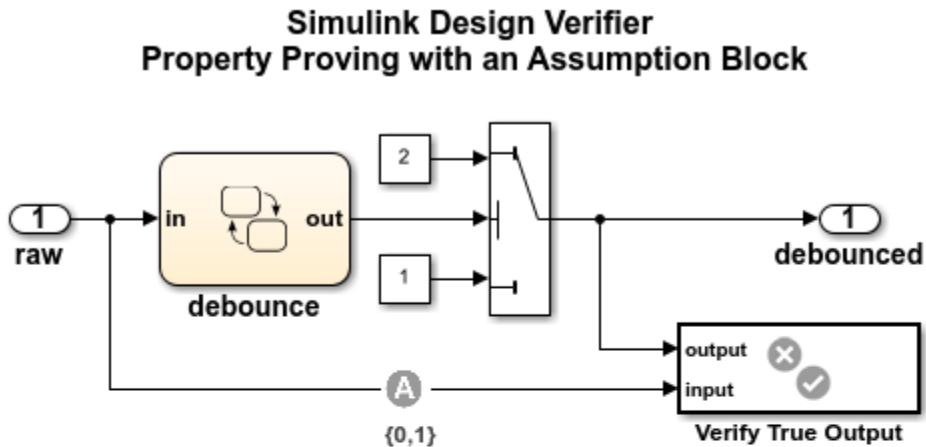 Simulink Design Verifier
Property Proving with an Assumption Block
2
1
in
out
1
raw
1
debounced
debounce
output
A
input
{0,1}
Verify True Output